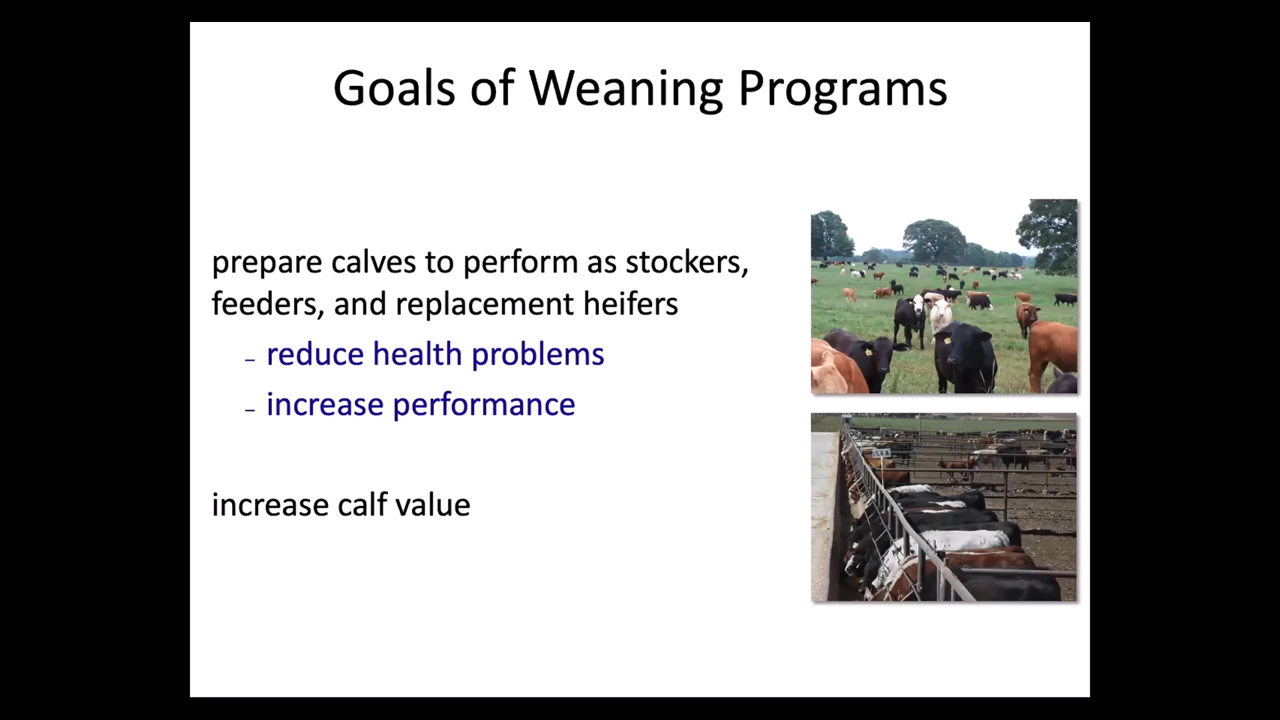 Goals of Weaning Programs
prepare calves to perform as stockers,
feeders, and replacement heifers
– reduce health problems
– increase performance
increase calf value